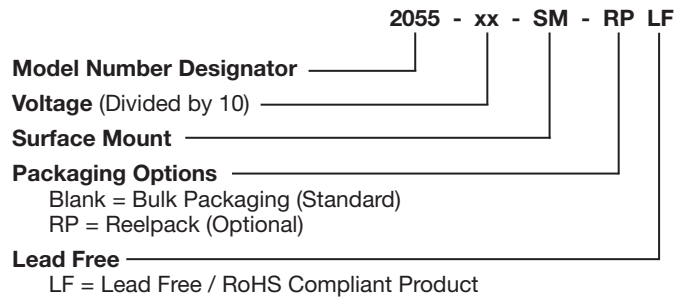 2055 - xx - SM - RP LF
Model Number Designator
Voltage (Divided by 10)
Surface Mount
Packaging Options
Blank = Bulk Packaging (Standard)
RP = Reelpack (Optional)
Lead Free
LF = Lead Free / RoHS Compliant Product